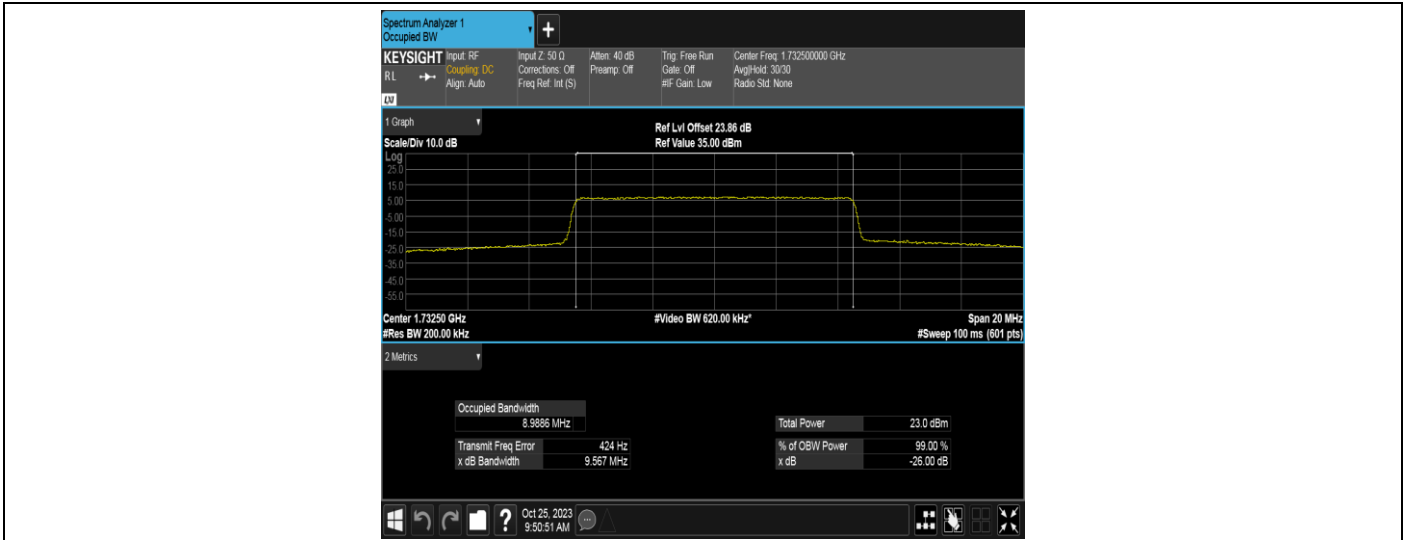 Spectrum Analyzer 1
Occupied BW
+
KEYSIGHT
RL
LXI
Input: RF
Coupling: DC
Align: Auto
Input Z: 50 Ω
Corrections: Off
Freq Ref: Int (S)
Atten: 40 dB
Preamp: Off
Trig: Free Run
Gate: Off
#IF Gain: Low
Center Freq: 1.732500000 GHz
Avg|Hold: 30/30
Radio Std: None
1 Graph
Scale/Div 10.0 dB
Ref Lvl Offset 23.86 dB
Ref Value 35.00 dBm
Log
25.0
15.0
5.00
-5.00
-15.0
-25.0
-35.0
-45.0
-55.0
Center 1.73250 GHz
#Video BW 620.00 kHz*
Span 20 MHz
#Res BW 200.00 kHz
#Sweep 100 ms (601 pts)
2 Metrics
Occupied Bandwidth
8.9886 MHz
Total Power 23.0 dBm
Transmit Freq Error 424 Hz
% of OBW Power 99.00 %
x dB Bandwidth 9.567 MHz
x dB -26.00 dB
?
Oct 25, 2023
9:50:51 AM